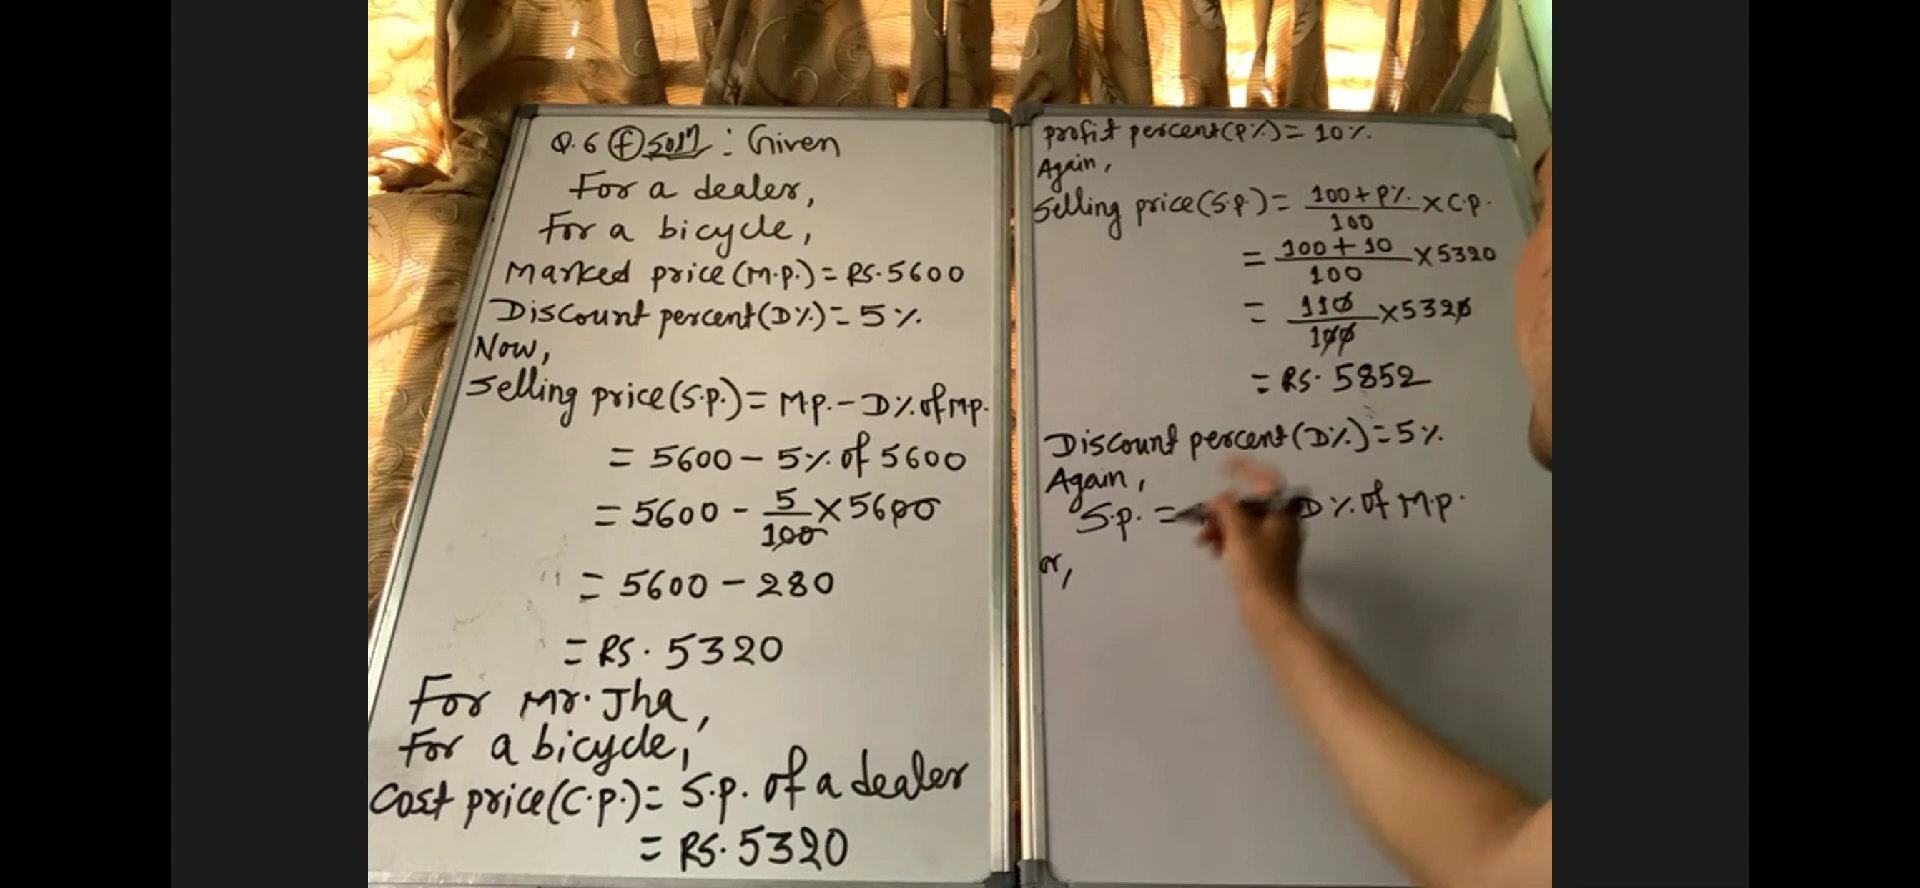 Q.6 (f) Soln : Given
For a dealer,
For a bicycle,
Marked price(M.p.) = RS. 5600
Discount percent(D%) = 5%.
Now,
Selling price(S.p.) = M.p. - D% of M.p.
= 5600 - 5% of 5600
= 5600 - 5/100 × 5600
= 5600 - 280
= RS. 5320
For Mr. Jha,
For a bicycle,
Cost price(C.p.) = S.p. of a dealer
= RS. 5320
profit percent(P%) = 10%.
Again,
Selling price(S.p.) = 100 + P%/100 × C.p.
= 100 + 10/100 × 5320
= 110/100 × 5320
= RS. 5852
Discount percent(D%) = 5%.
Again,
S.p. = D% of M.p.
or,